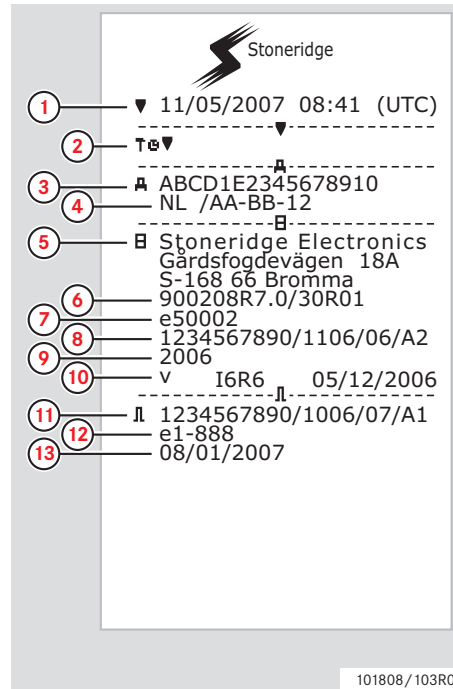 Stoneridge
1 ▼ 11/05/2007 08:41 (UTC)
2
3 ABCD1E2345678910
4 NL /AA-BB-12
5 Stoneridge Electronics
Gårdsfogdevägen 18A
S-168 66 Bromma
6 900208R7.0/30R01
7 e50002
8 1234567890/1106/06/A2
9 2006
10 v I6R6 05/12/2006
11 1234567890/1006/07/A1
12 e1-888
13 08/01/2007
101808/103R0